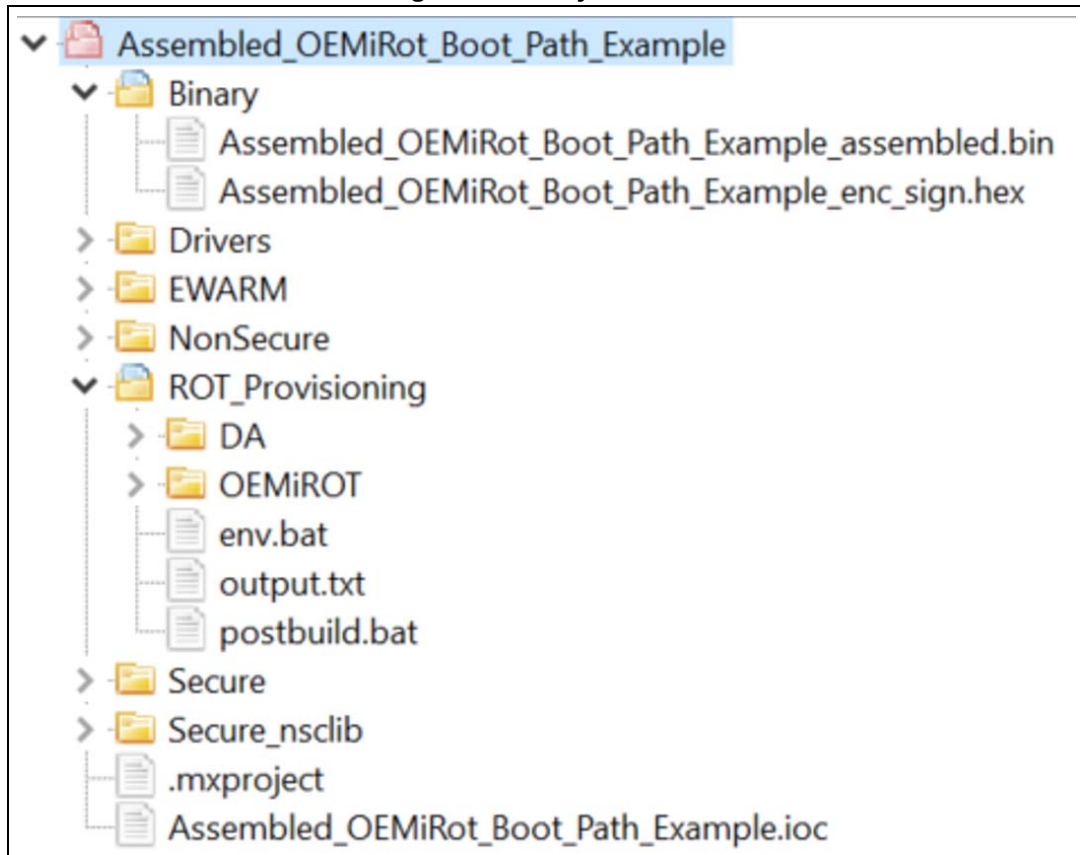 Assembled_OEMiRot_Boot_Path_Example
Binary
Assembled_OEMiRot_Boot_Path_Example_assembled.bin
Assembled_OEMiRot_Boot_Path_Example_enc_sign.hex
Drivers
EWARM
NonSecure
ROT_Provisioning
DA
OEMiROT
env.bat
output.txt
postbuild.bat
Secure
Secure_nsclib
.mxproject
Assembled_OEMiRot_Boot_Path_Example.ioc